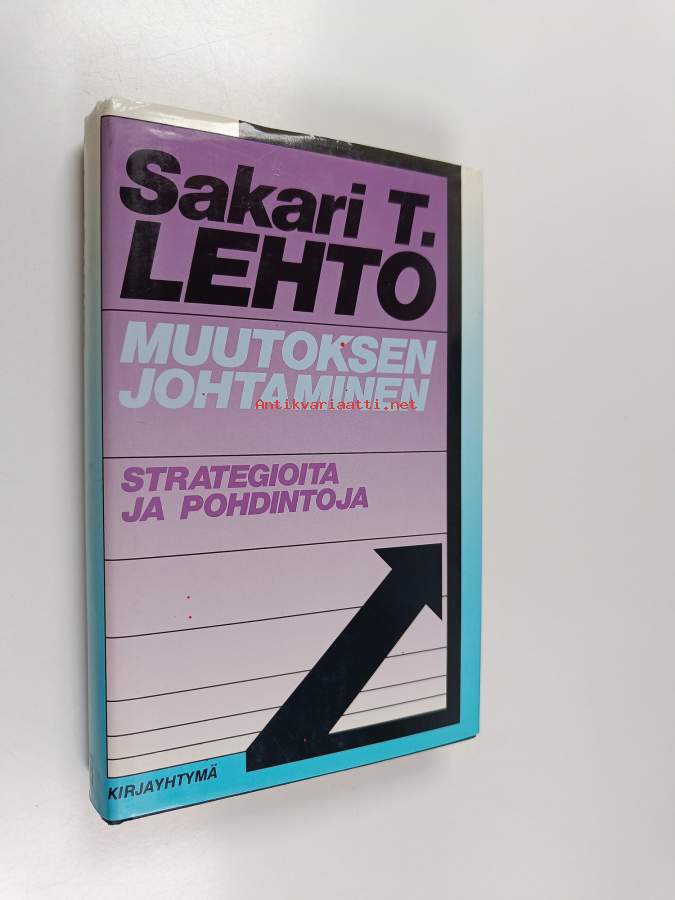 Sakari T.
LEHTO
MUUTOKSEN
JOHTAMINEN
Antikvariaatti.net
STRATEGIOITA
JA POHDINTOJA
KIRJAYHTYMÄ